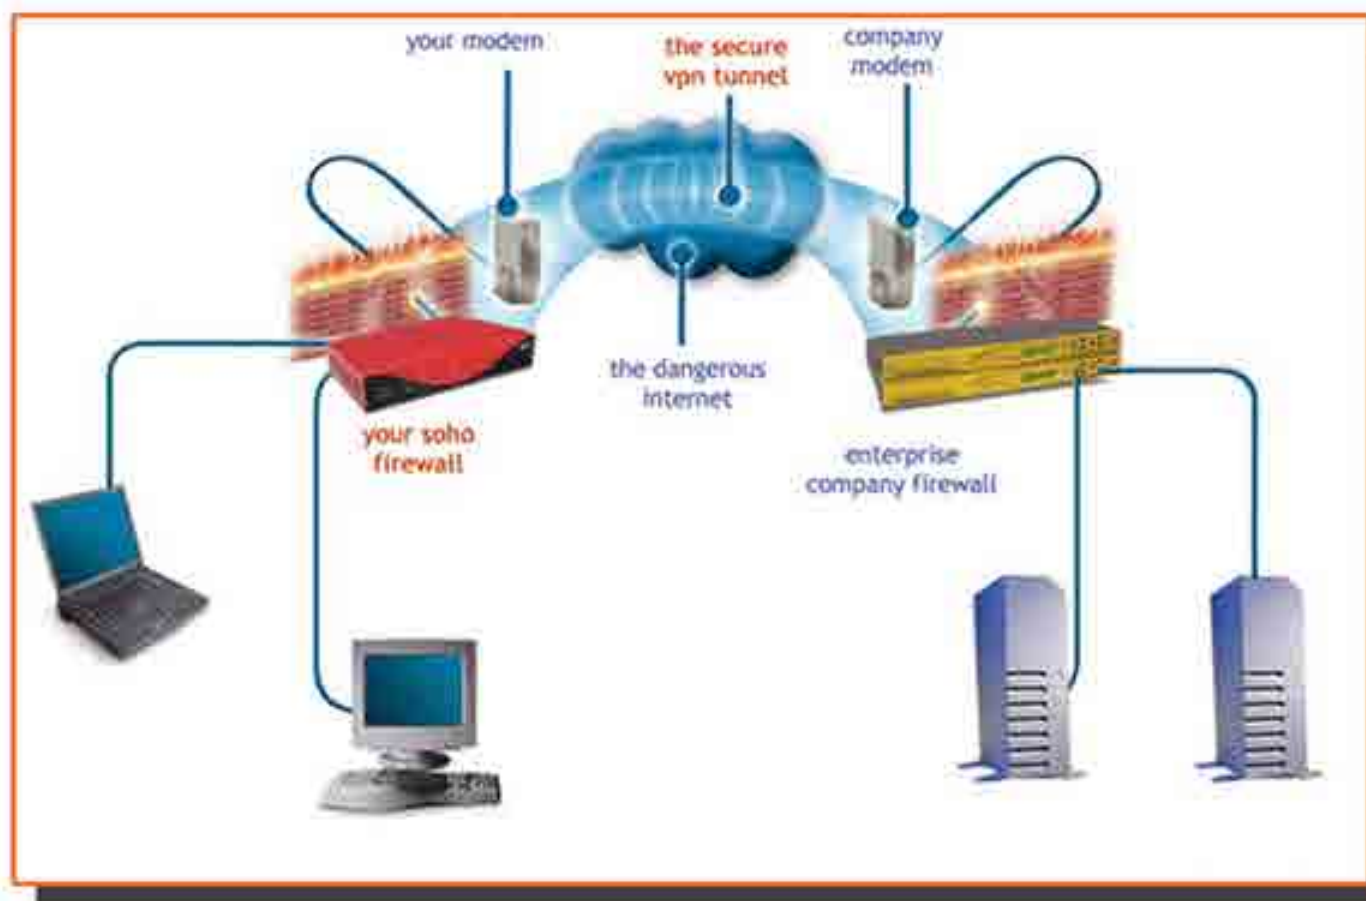 your modem
the secure
vpn tunnel
company
modem
the dangerous
internet
your soho
firewall
enterprise
company firewall